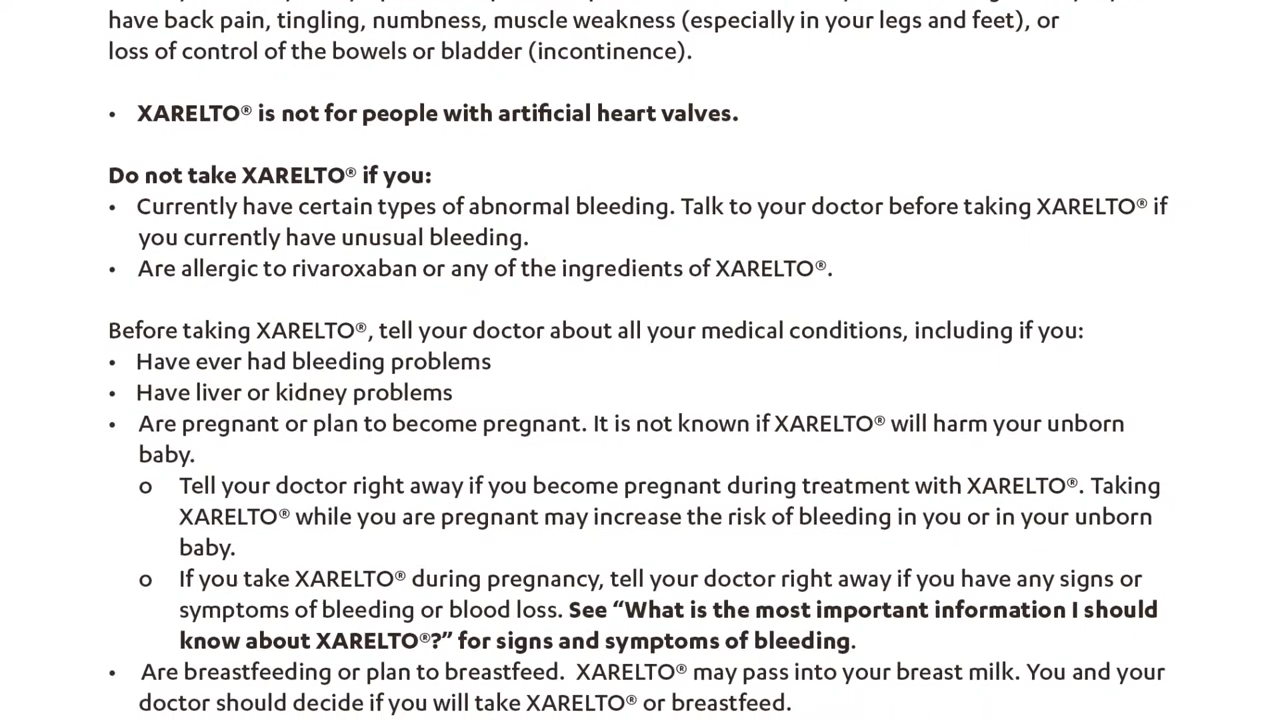 have back pain, tingling, numbness, muscle weakness (especially in your legs and feet), or
loss of control of the bowels or bladder (incontinence).
• XARELTO® is not for people with artificial heart valves.
Do not take XARELTO® if you:
• Currently have certain types of abnormal bleeding. Talk to your doctor before taking XARELTO® if
you currently have unusual bleeding.
• Are allergic to rivaroxaban or any of the ingredients of XARELTO®.
Before taking XARELTO®, tell your doctor about all your medical conditions, including if you:
• Have ever had bleeding problems
• Have liver or kidney problems
• Are pregnant or plan to become pregnant. It is not known if XARELTO® will harm your unborn
baby.
o Tell your doctor right away if you become pregnant during treatment with XARELTO®. Taking
XARELTO® while you are pregnant may increase the risk of bleeding in you or in your unborn
baby.
o If you take XARELTO® during pregnancy, tell your doctor right away if you have any signs or
symptoms of bleeding or blood loss. See “What is the most important information I should
know about XARELTO®?” for signs and symptoms of bleeding.
• Are breastfeeding or plan to breastfeed. XARELTO® may pass into your breast milk. You and your
doctor should decide if you will take XARELTO® or breastfeed.